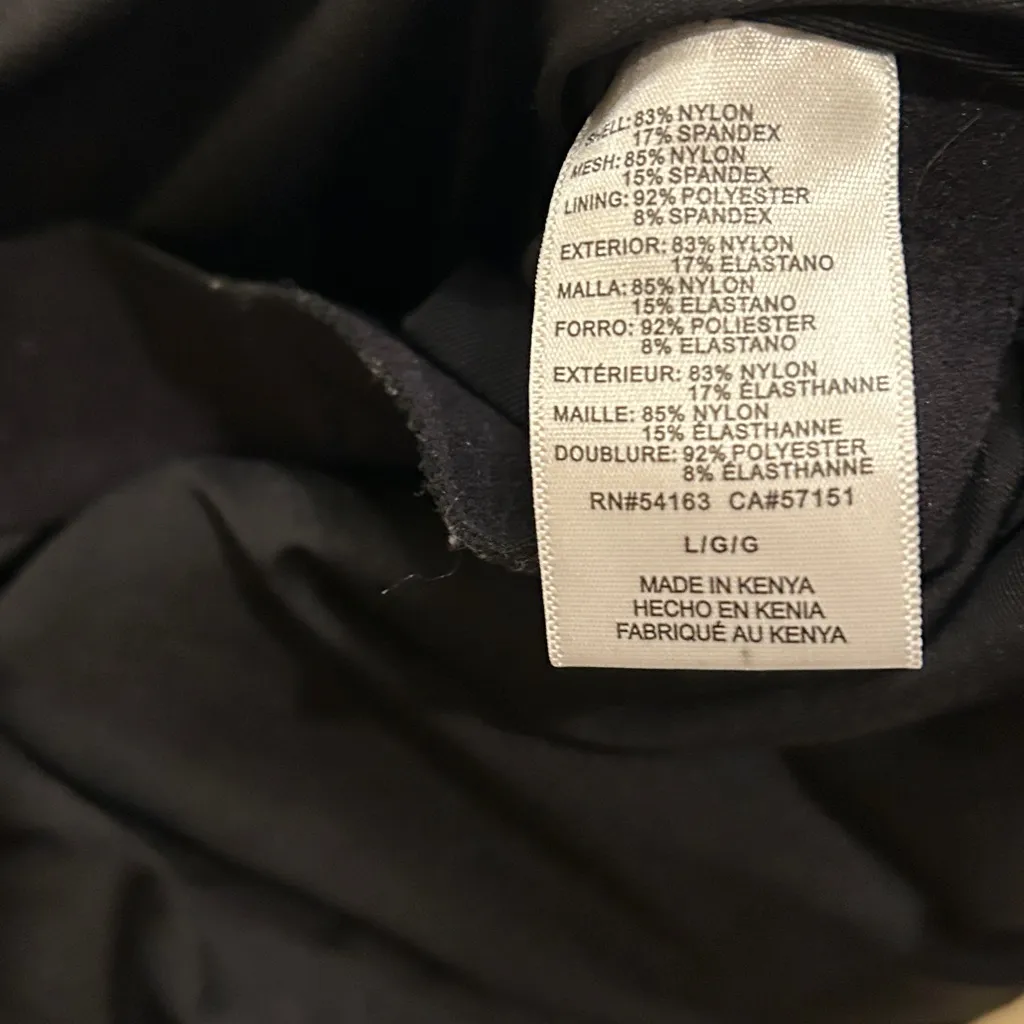 SHELL: 83% NYLON
17% SPANDEX
MESH: 85% NYLON
15% SPANDEX
LINING: 92% POLYESTER
8% SPANDEX
EXTERIOR: 83% NYLON
17% ELASTANO
MALLA: 85% NYLON
15% ELASTANO
FORRO: 92% POLIESTER
8% ELASTANO
EXTÉRIEUR: 83% NYLON
17% ÉLASTHANNE
MAILLE: 85% NYLON
15% ÉLASTHANNE
DOUBLURE: 92% POLYESTER
8% ÉLASTHANNE
RN#54163 CA#57151
L/G/G
MADE IN KENYA
HECHO EN KENIA
FABRIQUÉ AU KENYA